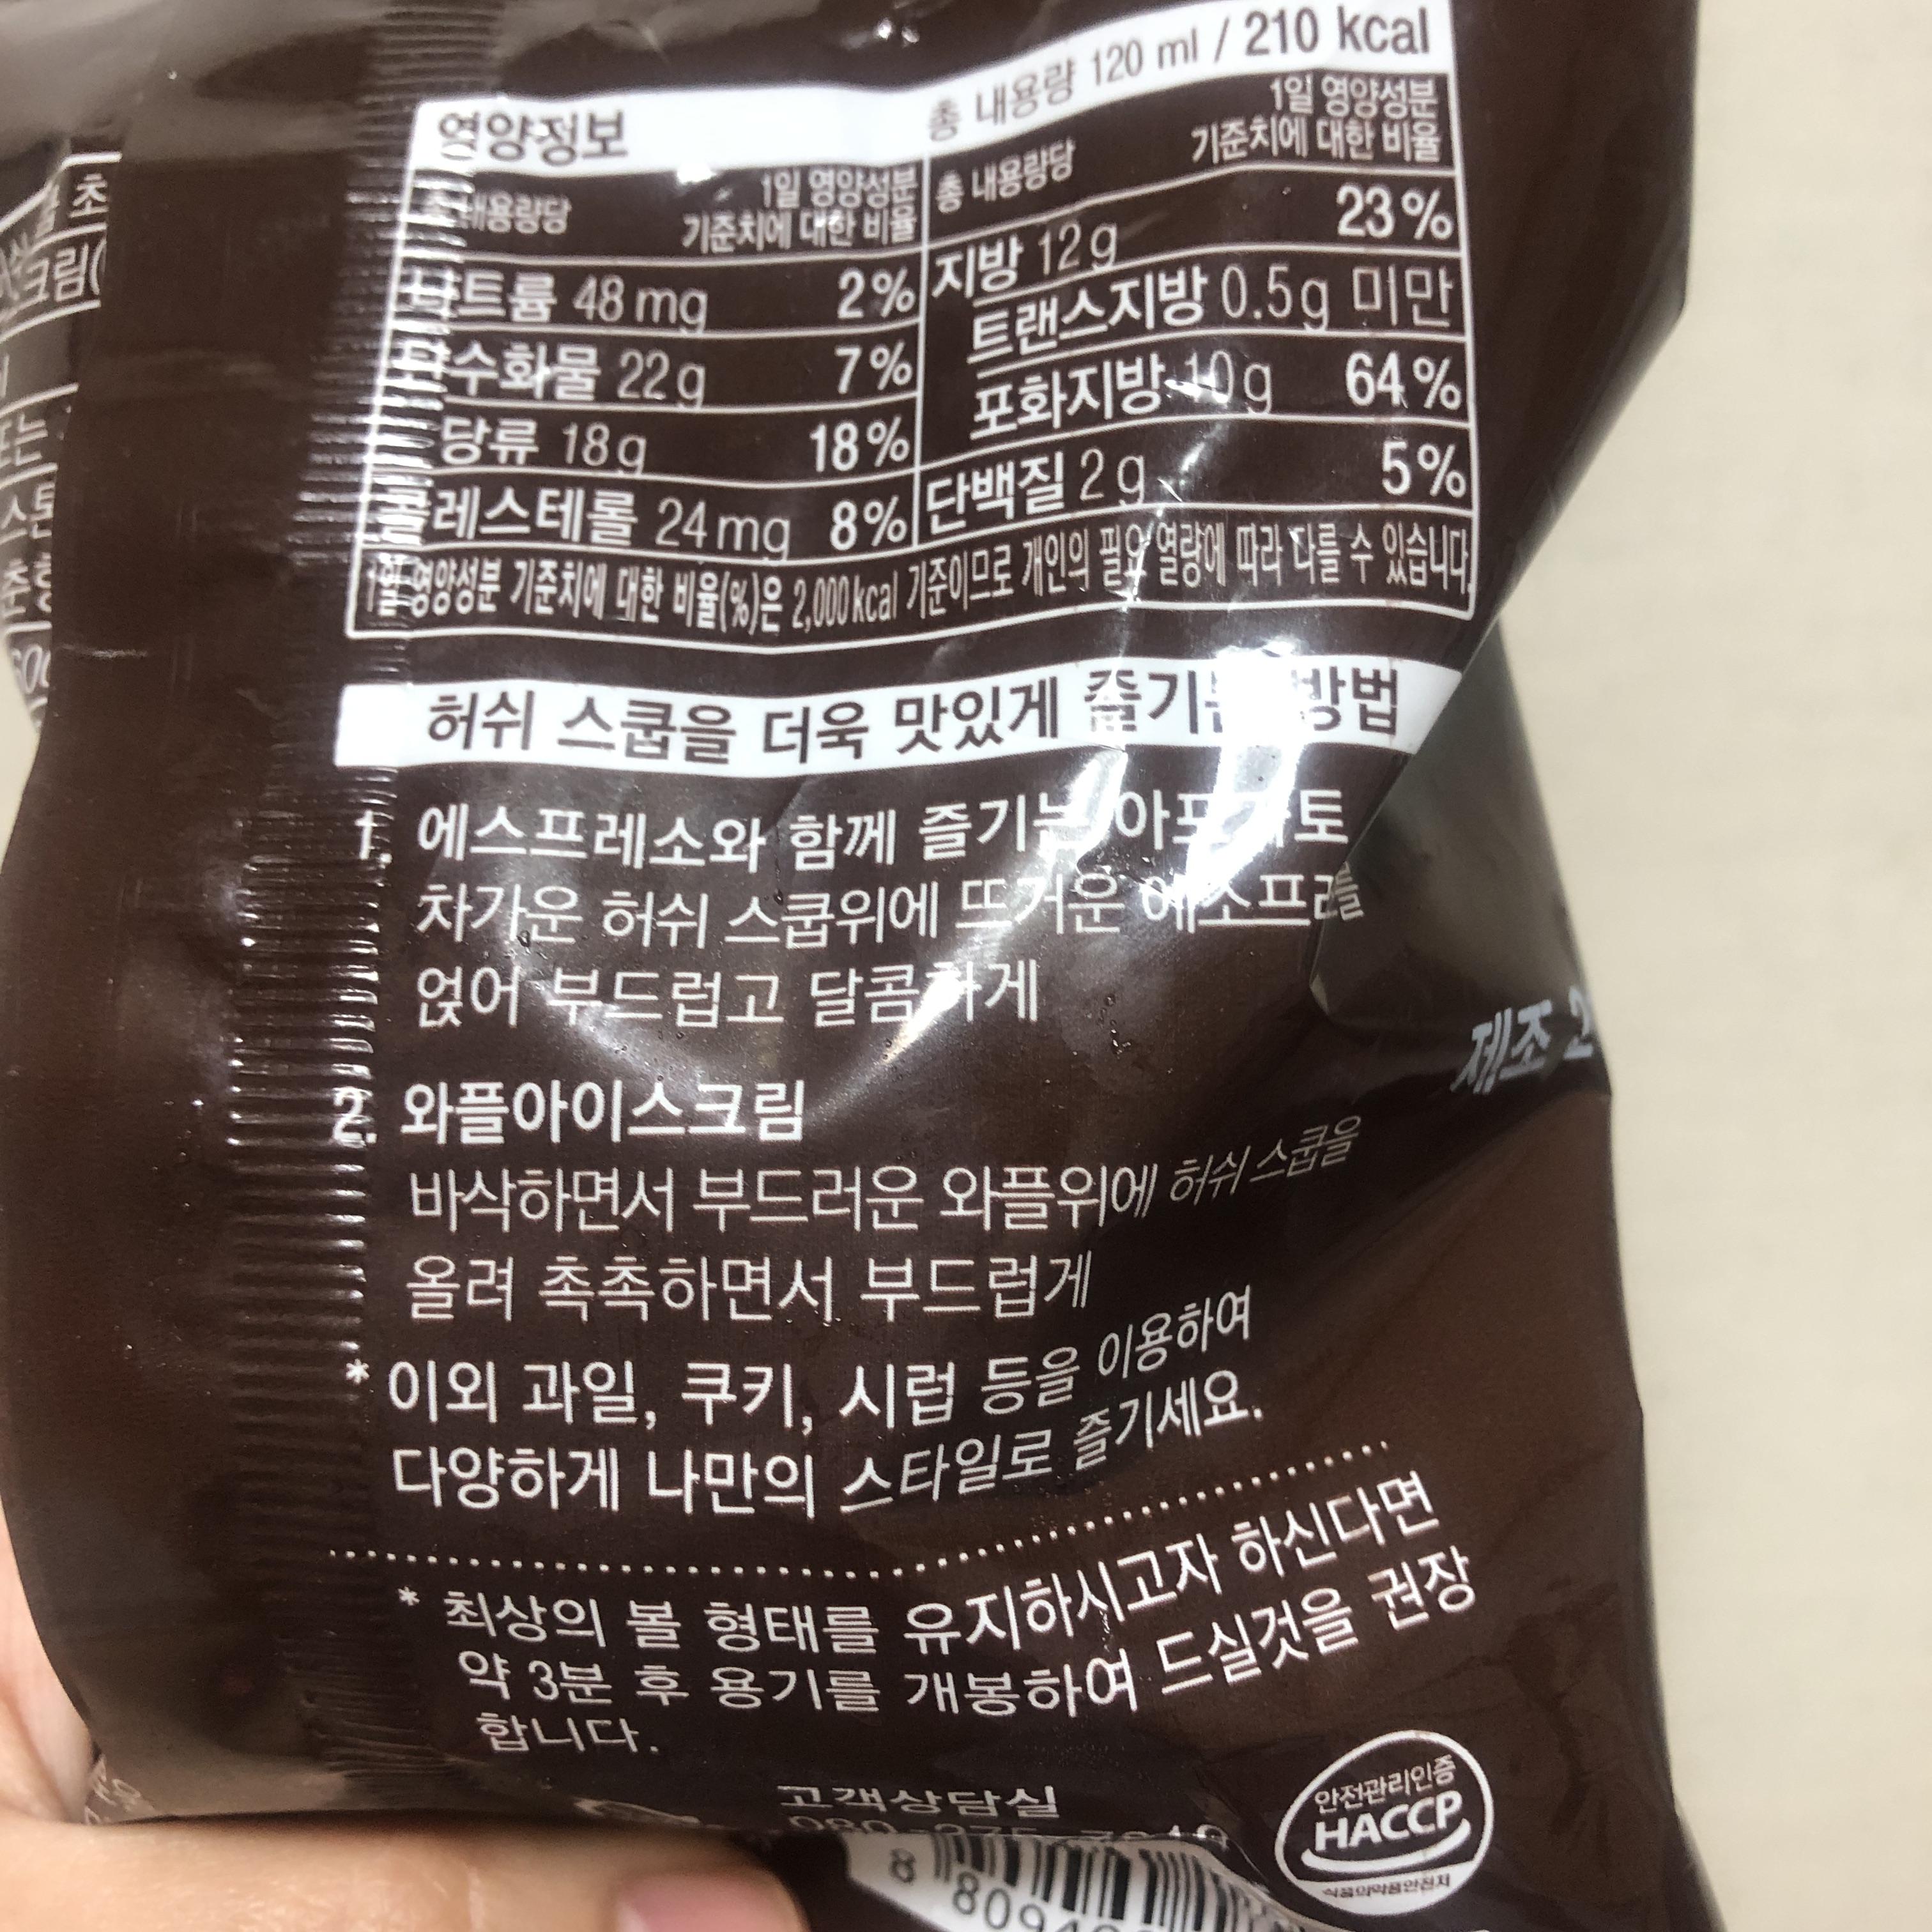 영양정보
총 내용량 120 ml / 210 kcal
총 내용량당
1일 영양성분
기준치에 대한 비율
총 내용량당
1일 영양성분
기준치에 대한 비율
나트륨 48 mg 2%
탄수화물 22 g 7%
당류 18 g 18%
콜레스테롤 24 mg 8%
지방 12 g 23%
트랜스지방 0.5 g 미만
포화지방 10 g 64%
단백질 2 g 5%
1일 영양성분 기준치에 대한 비율(%)은 2,000 kcal 기준이므로 개인의 필요 열량에 따라 다를 수 있습니다.
허쉬 스쿱을 더욱 맛있게 즐기는 방법
1. 에스프레소와 함께 즐기는 아포가토
차가운 허쉬 스쿱위에 뜨거운
얹어 부드럽고 달콤하게
2. 와플아이스크림
바삭하면서 부드러운 와플위에 허쉬 스쿱을
올려 촉촉하면서 부드럽게
* 이외 과일, 쿠키, 시럽 등을 이용하여
다양하게 나만의 스타일로 즐기세요.
* 최상의 볼 형태를 유지하시고자 하신다면
약 3분 후 용기를 개봉하여 드실것을 권장
합니다.
고객상담실
제조
안전관리인증
HACCP